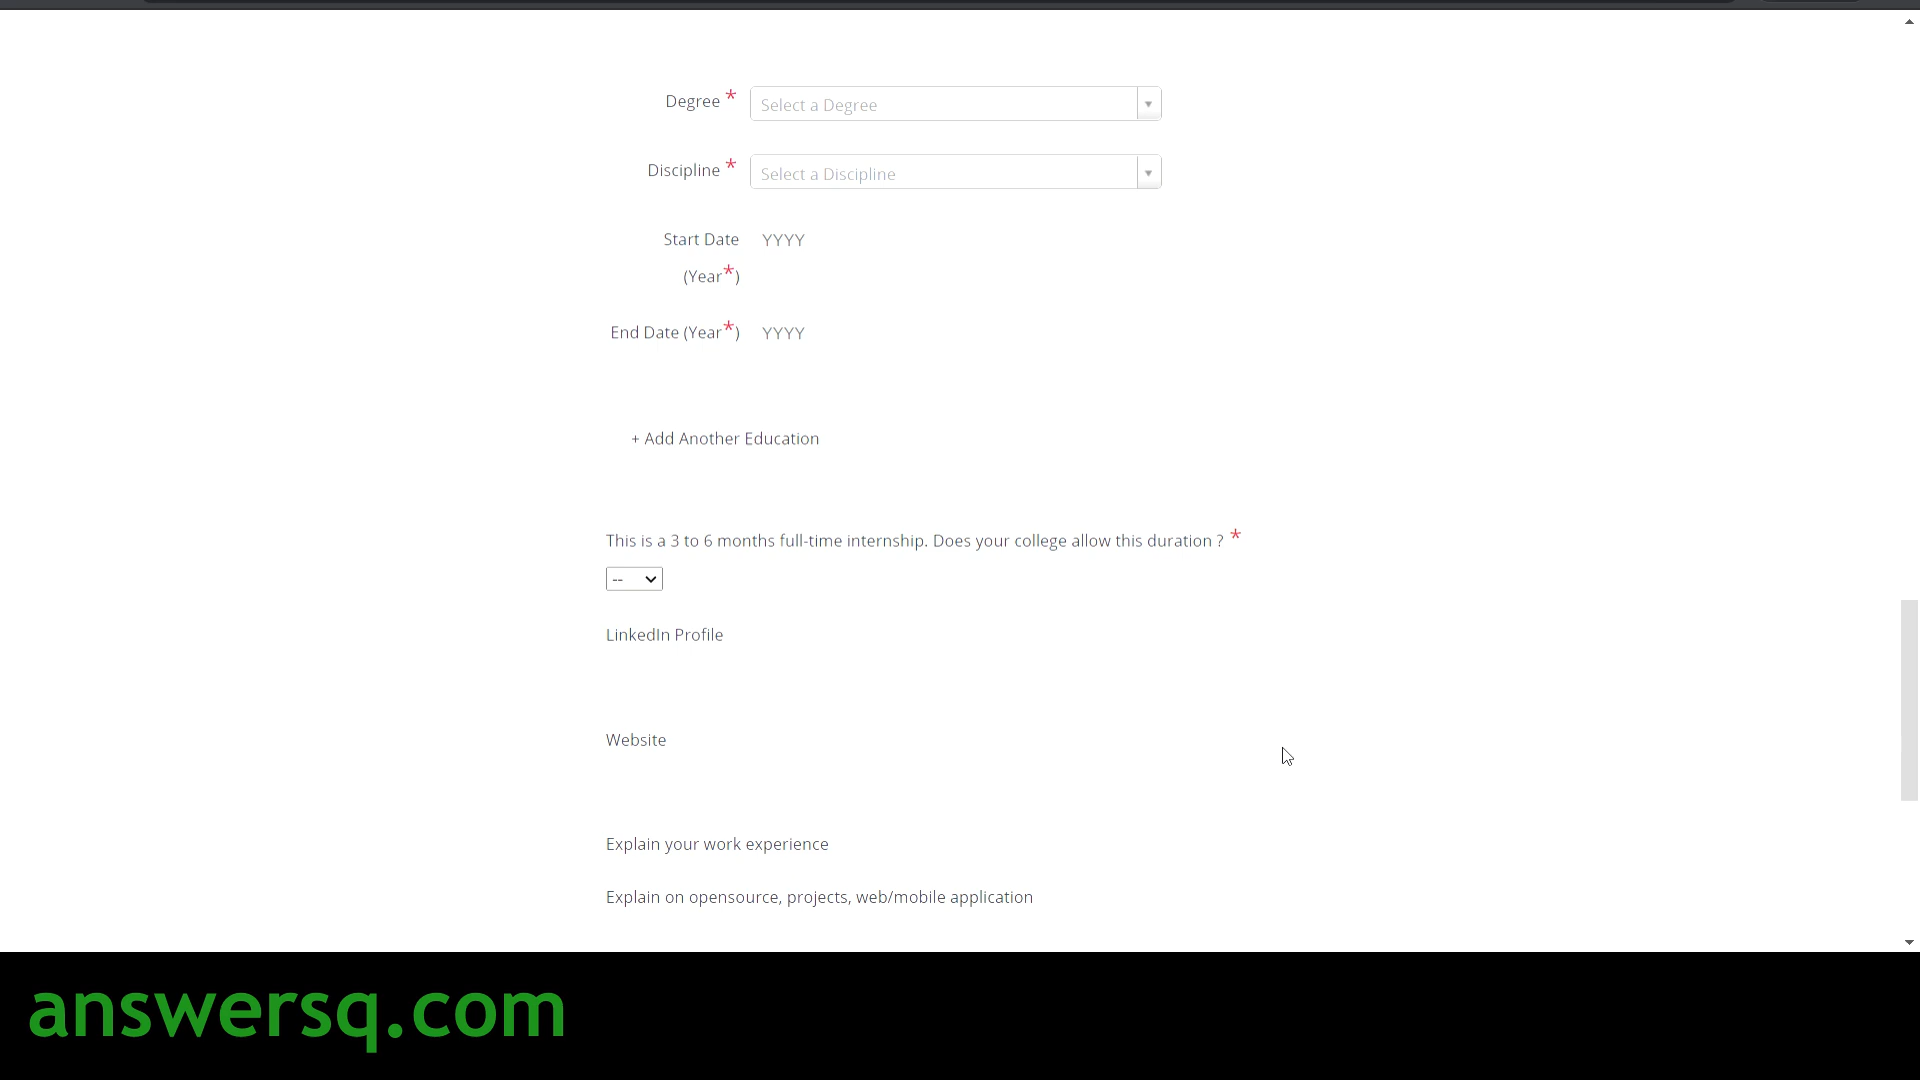 Degree *
Select a Degree
Discipline *
Select a Discipline
Start Date
(Year*)
YYYY
End Date (Year*)
YYYY
+ Add Another Education
This is a 3 to 6 months full-time internship. Does your college allow this duration ? *
--
LinkedIn Profile
Website
Explain your work experience
Explain on opensource, projects, web/mobile application
answersq.com